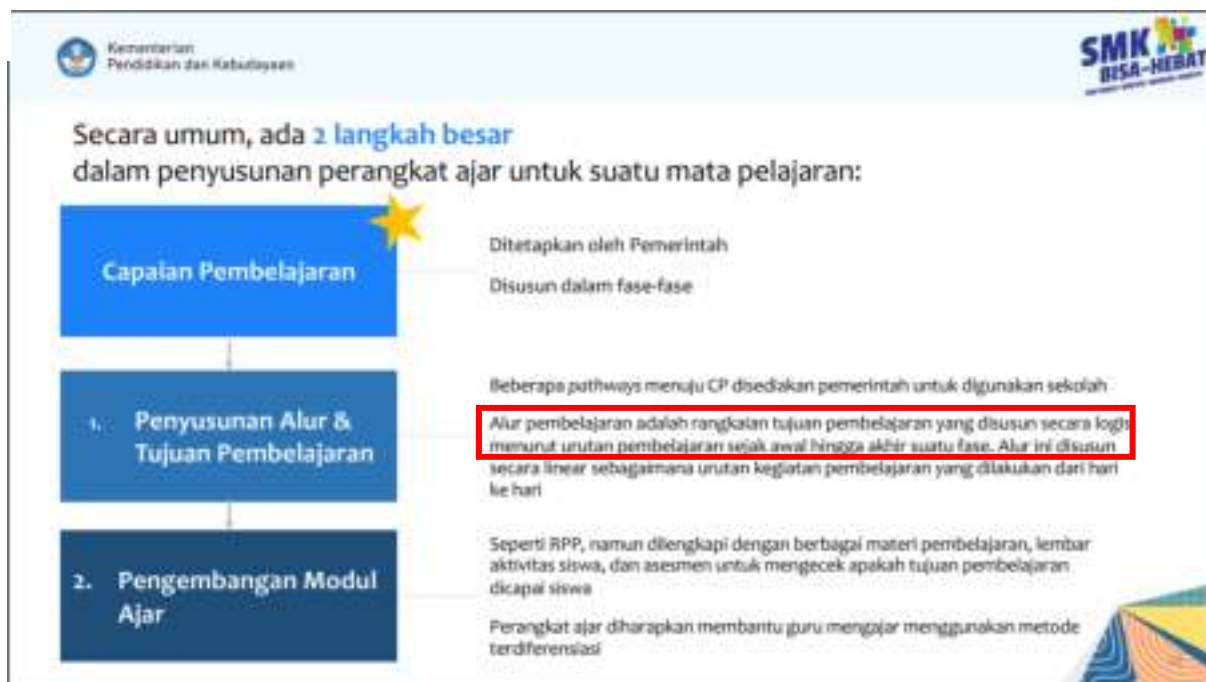 Kementerian
Pendidikan dan Kebudayaan
SMK
BISA-HEBAT
Secara umum, ada 2 langkah besar
dalam penyusunan perangkat ajar untuk suatu mata pelajaran:
Capaian Pembelajaran
Ditetapkan oleh Pemerintah
Disusun dalam fase-fase
1. Penyusunan Alur &
Tujuan Pembelajaran
Beberapa pathways menuju CP disediakan pemerintah untuk digunakan sekolah
Alur pembelajaran adalah rangkaian tujuan pembelajaran yang disusun secara logis
menurut urutan pembelajaran sejak awal hingga akhir suatu fase. Alur ini disusun
secara linear sebagaimana urutan kegiatan pembelajaran yang dilakukan dari hari
ke hari
2. Pengembangan Modul
Ajar
Seperti RPP, namun dilengkapi dengan berbagai materi pembelajaran, lembar
aktivitas siswa, dan asesmen untuk mengecek apakah tujuan pembelajaran
dicapai siswa
Perangkat ajar diharapkan membantu guru mengajar menggunakan metode
terdiferensiasi